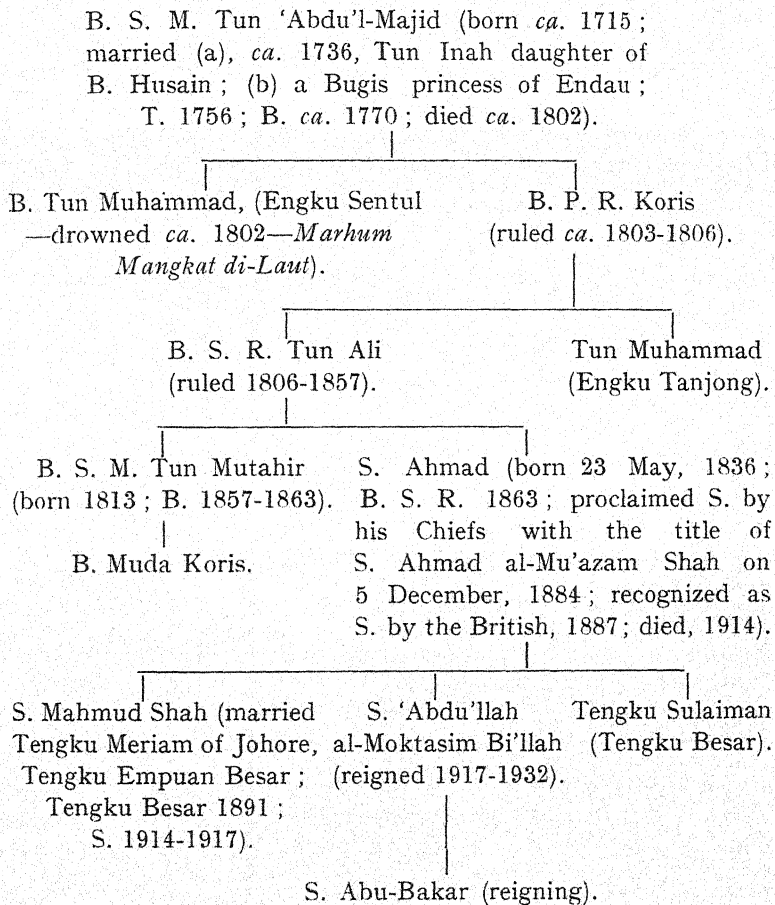 B. S. M. Tun ‘Abdu’l-Majid (born ca. 1715 ;
married (a), ca. 1736, Tun Inah daughter of
B. Husain ; (b) a Bugis princess of Endau ;
T. 1756 ; B. ca. 1770 ; died ca. 1802).
B. Tun Muhammad, (Engku Sentul
—drowned ca. 1802—Marhum
Mangkat di-Laut).
B. P. R. Koris
(ruled ca. 1803-1806).
B. S. R. Tun Ali
(ruled 1806-1857).
Tun Muhammad
(Engku Tanjong).
B. S. M. Tun Mutahir
(born 1813 ; B. 1857-1863).
B. Muda Koris.
S. Ahmad (born 23 May, 1836 ;
B. S. R. 1863 ; proclaimed S. by
his Chiefs with the title of
S. Ahmad al-Mu’azam Shah on
5 December, 1884 ; recognized as
S. by the British, 1887 ; died, 1914).
S. Mahmud Shah (married
Tengku Meriam of Johore,
Tengku Empuan Besar ;
Tengku Besar 1891 ;
S. 1914-1917).
S. ‘Abdu’llah
al-Moktasim Bi’llah
(reigned 1917-1932).
Tengku Sulaiman
(Tengku Besar).
S. Abu-Bakar (reigning).